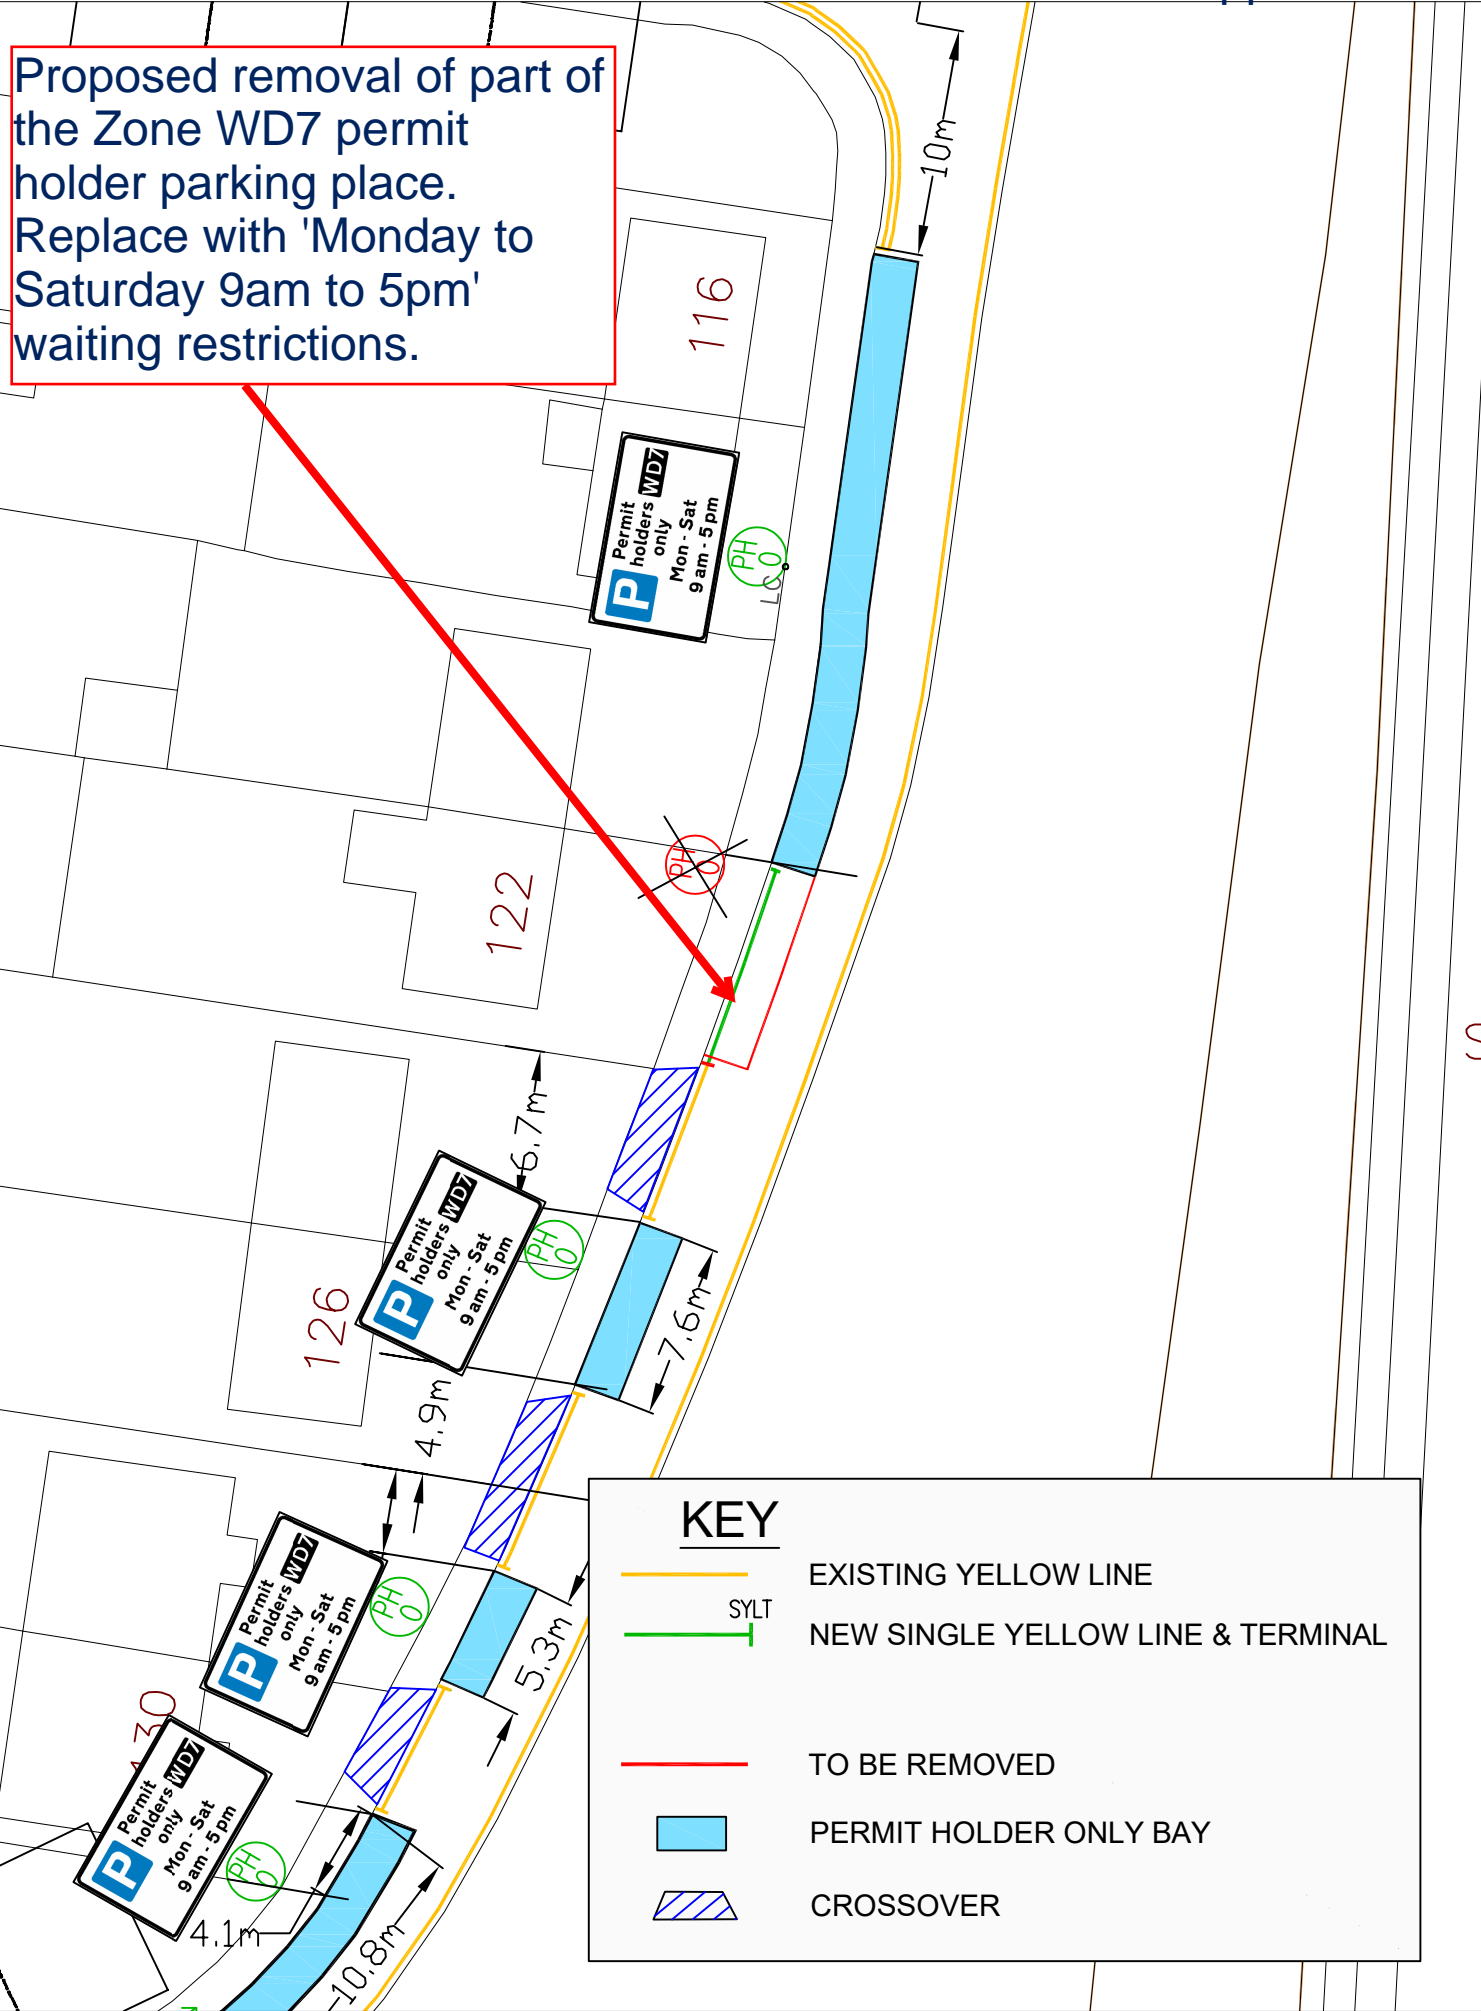 Proposed removal of part of
the Zone WD7 permit
holder parking place.
Replace with 'Monday to
Saturday 9am to 5pm'
waiting restrictions.
10m
116
P Permit
holders WD7
only
Mon - Sat
9 am - 5 pm
PH
0
LC
PH
0
122
6.7m
P Permit
holders WD7
only
Mon - Sat
9 am - 5 pm
PH
0
126
7.6m
4.9m
P Permit
holders WD7
only
Mon - Sat
9 am - 5 pm
PH
0
5.3m
130
P Permit
holders WD7
only
Mon - Sat
9 am - 5 pm
PH
0
4.1m
10.8m
KEY
EXISTING YELLOW LINE
SYLT
NEW SINGLE YELLOW LINE & TERMINAL
TO BE REMOVED
PERMIT HOLDER ONLY BAY
CROSSOVER